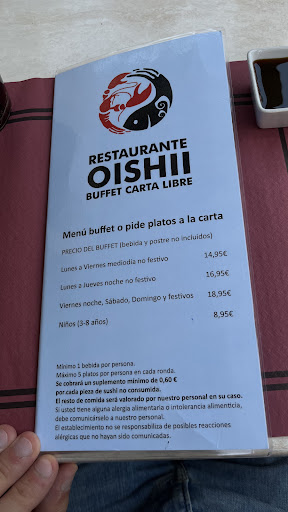 RESTAURANTE
OISHII
BUFFET CARTA LIBRE
Menú buffet o pide platos a la carta
PRECIO DEL BUFFET (bebida y postre no incluidos)
Lunes a Viernes mediodía no festivo 14,95€
Lunes a Jueves noche no festivo 16,95€
Viernes noche, Sábado, Domingo y festivos 18,95€
Niños (3-8 años) 8,95€
Mínimo 1 bebida por persona.
Máximo 5 platos por persona en cada ronda.
Se cobrará un suplemento mínimo de 0,60 €
por cada pieza de sushi no consumida.
El resto de comida será valorado por nuestro personal en su caso.
Si usted tiene alguna alergia alimentaria o intolerancia alimenticia,
debe comunicárselo a nuestro personal.
El establecimiento no se responsabiliza de posibles reacciones
alérgicas que no hayan sido comunicadas.